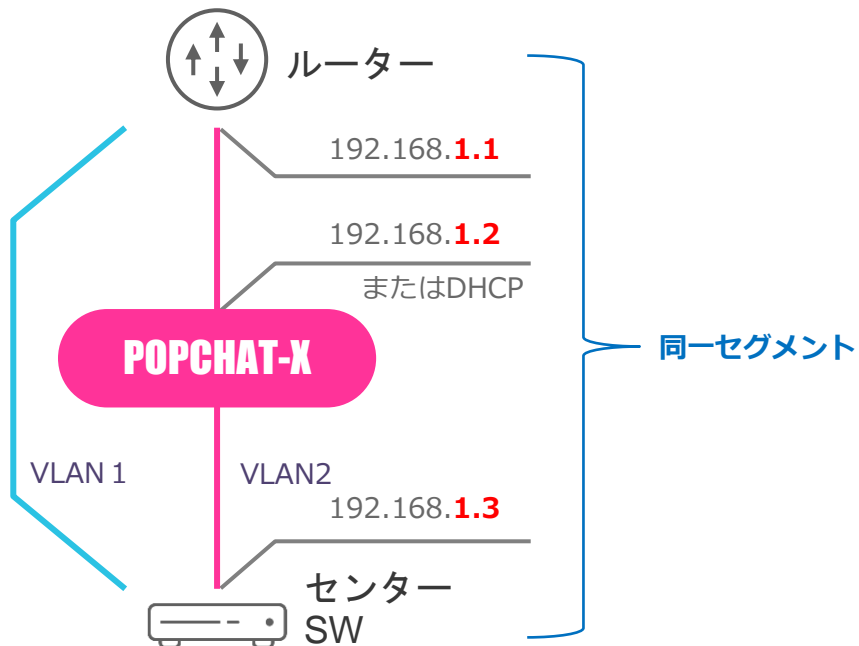 ルーター
192.168.1.1
192.168.1.2
またはDHCP
POPCHAT-X
同一セグメント
VLAN 1
VLAN2
192.168.1.3
センター
SW